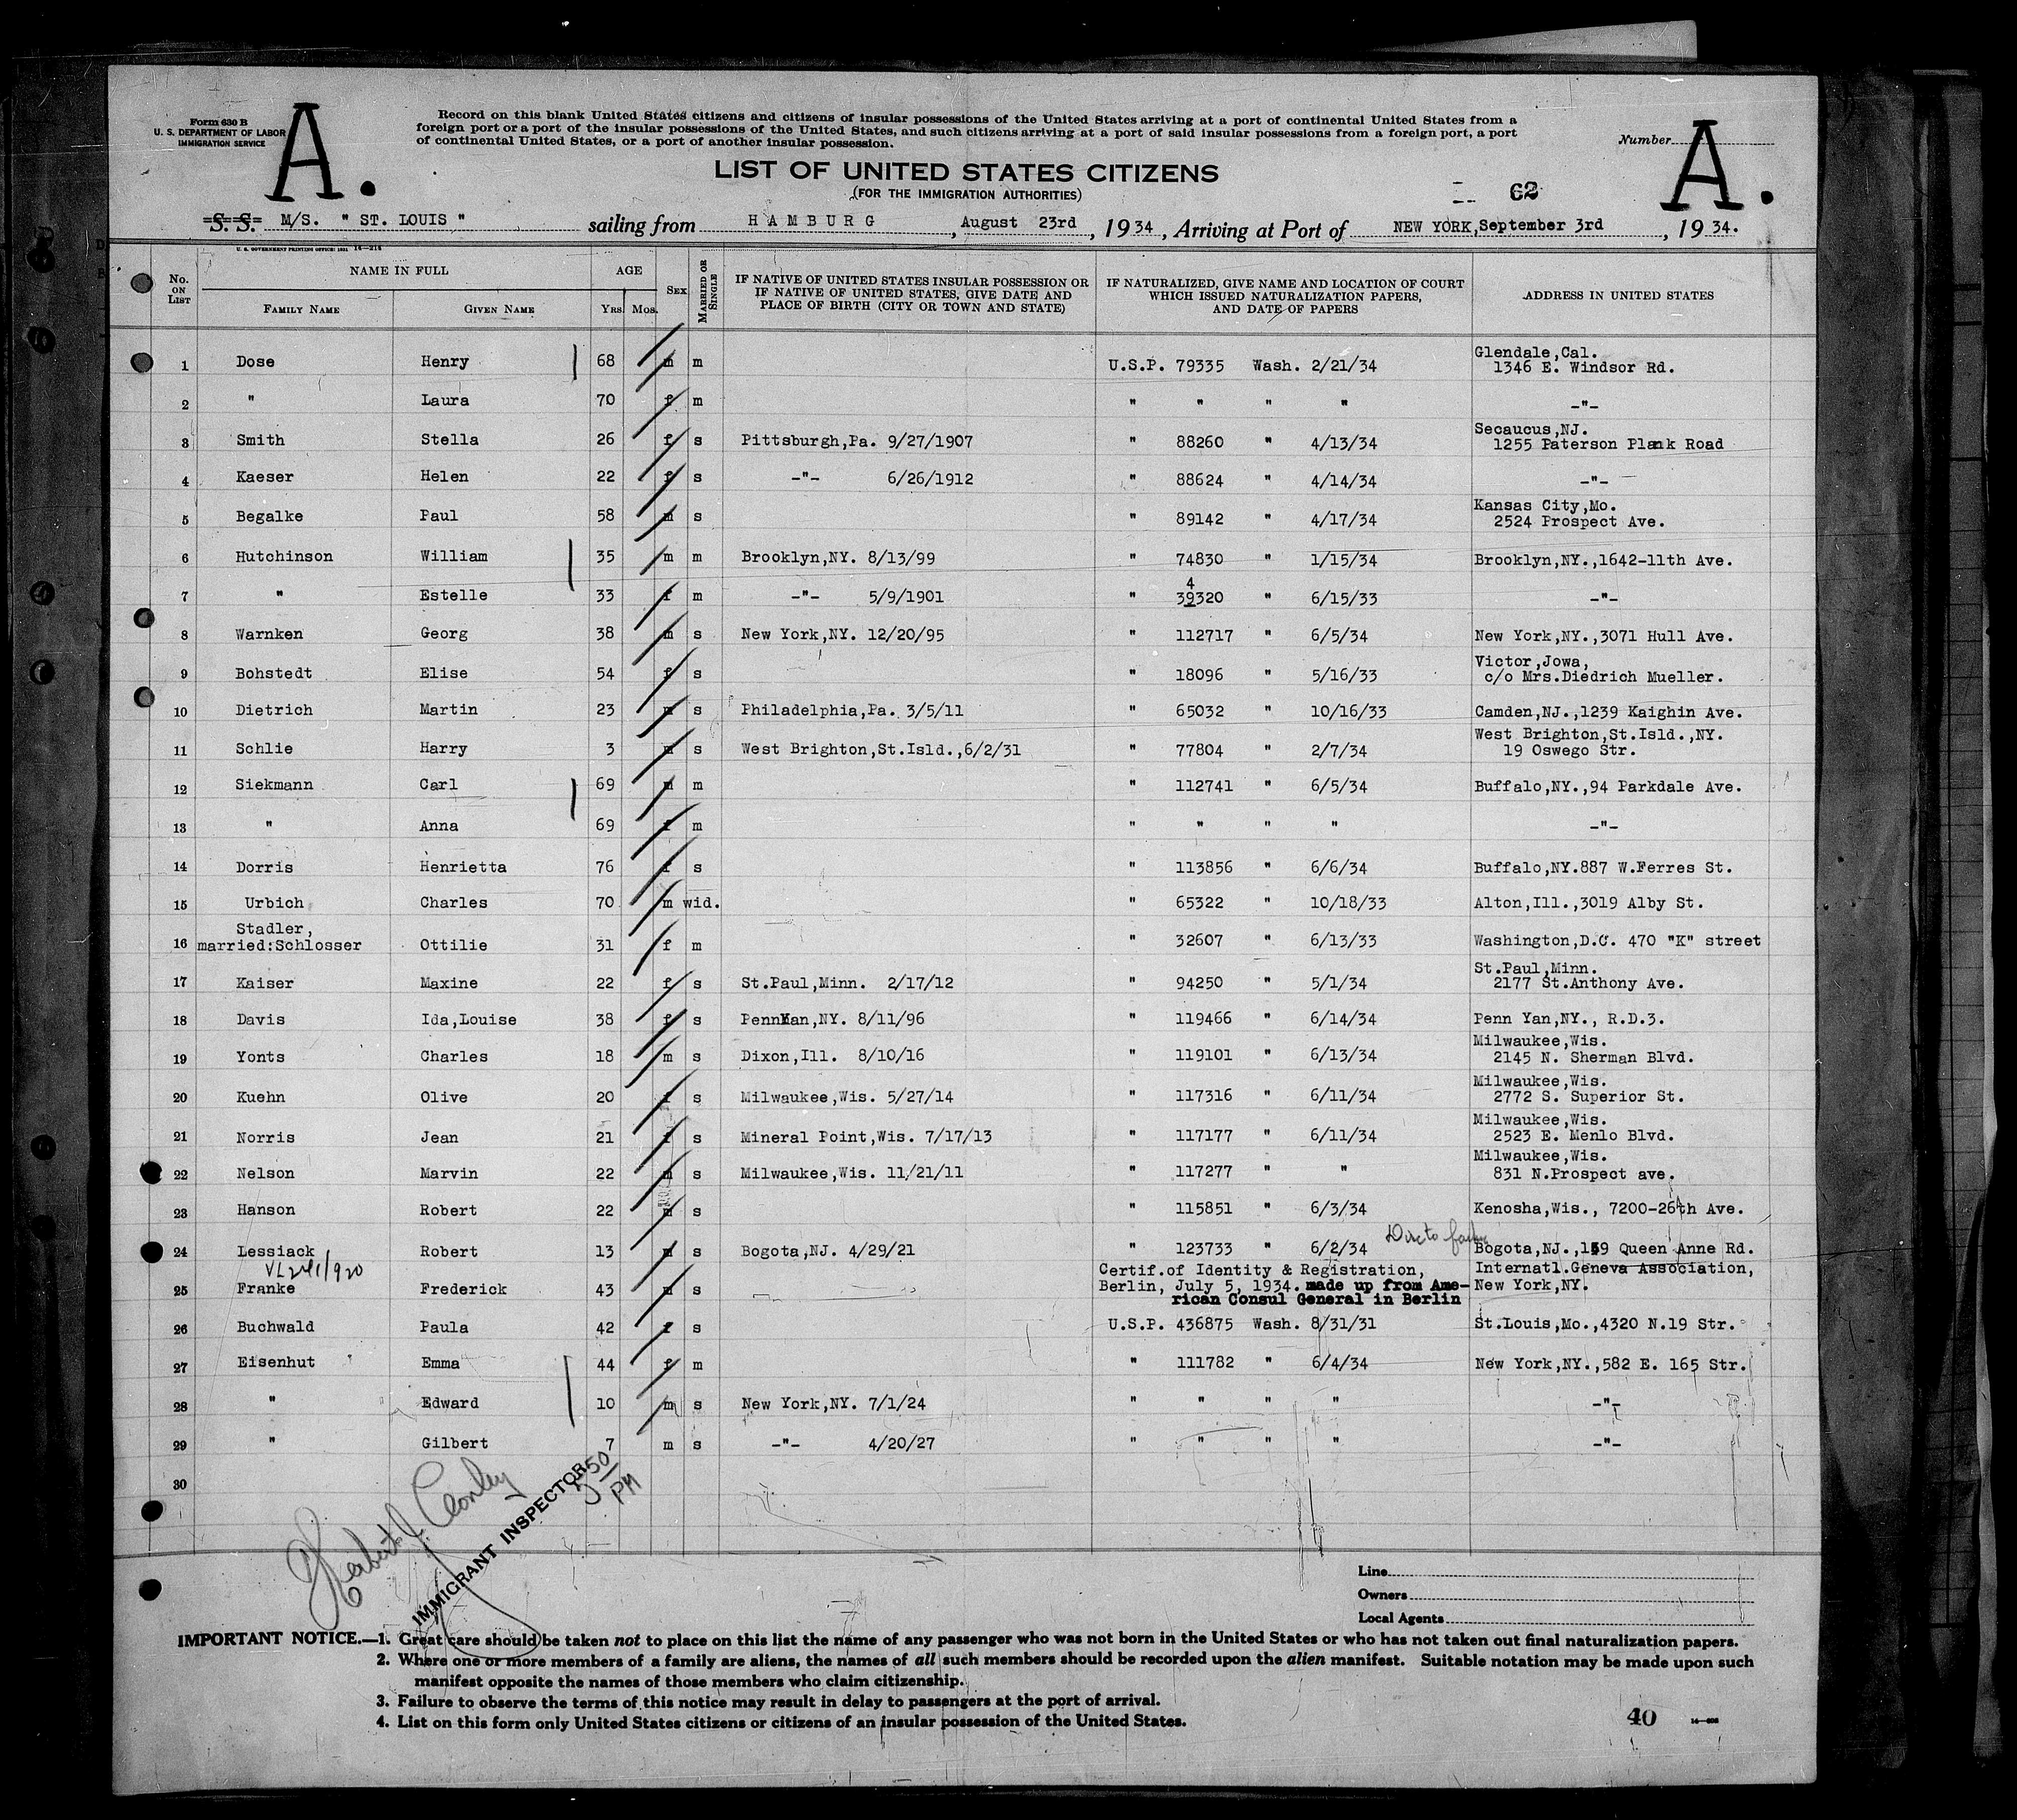 Form 630 B
U. S. DEPARTMENT OF LABOR
IMMIGRATION SERVICE
A.
Record on this blank United States citizens and citizens of insular possessions of the United States arriving at a port of continental United States from a
foreign port or a port of the insular possessions of the United States, and such citizens arriving at a port of said insular possessions from a foreign port, a port
of continental United States, or a port of another insular possession.
Number
A.
LIST OF UNITED STATES CITIZENS
(FOR THE IMMIGRATION AUTHORITIES)
62
S. S. M/S. " ST. LOUIS " sailing from HAMBURG, August 23rd, 1934, Arriving at Port of NEW YORK, September 3rd, 1934.
U. S. GOVERNMENT PRINTING OFFICE: 1931 14-214
No. ON LIST NAME IN FULL FAMILY NAME GIVEN NAME AGE YRS. MOS. SEX MARRIED OR SINGLE
IF NATIVE OF UNITED STATES INSULAR POSSESSION OR IF NATIVE OF UNITED STATES, GIVE DATE AND PLACE OF BIRTH (CITY OR TOWN AND STATE)
IF NATURALIZED, GIVE NAME AND LOCATION OF COURT WHICH ISSUED NATURALIZATION PAPERS, AND DATE OF PAPERS
ADDRESS IN UNITED STATES
1 Dose Henry 68 m m U.S.P. 79335 Wash. 2/21/34 Glendale,Cal. 1346 E. Windsor Rd.
2 " Laura 70 f m " " " " -"-
3 Smith Stella 26 f s Pittsburgh,Pa. 9/27/1907 " 88260 " 4/13/34 Secaucus,NJ. 1255 Paterson Plank Road
4 Kaeser Helen 22 f s -"- 6/26/1912 " 88624 " 4/14/34 -"-
5 Begalke Paul 58 m s " 89142 " 4/17/34 Kansas City,Mo. 2524 Prospect Ave.
6 Hutchinson William 35 m m Brooklyn,NY. 8/13/99 " 74830 " 1/15/34 Brooklyn,NY.,1642-11th Ave.
4
7 " Estelle 33 f m -"- 5/9/1901 " 39320 " 6/15/33 -"-
8 Warnken Georg 38 m s New York,NY. 12/20/95 " 112717 " 6/5/34 New York,NY.,3071 Hull Ave.
9 Bohstedt Elise 54 f s " 18096 " 5/16/33 Victor,Jowa, c/o Mrs.Diedrich Mueller.
10 Dietrich Martin 23 m s Philadelphia,Pa. 3/5/11 " 65032 " 10/16/33 Camden,NJ.,1239 Kaighin Ave.
11 Schlie Harry 3 m s West Brighton,St.Isld.,6/2/31 " 77804 " 2/7/34 West Brighton,St.Isld.,NY. 19 Oswego Str.
12 Siekmann Carl 69 m m " 112741 " 6/5/34 Buffalo,NY.,94 Parkdale Ave.
13 " Anna 69 f m " " " " -"-
14 Dorris Henrietta 76 f s " 113856 " 6/6/34 Buffalo,NY.887 W.Ferres St.
15 Urbich Charles 70 m wid. " 65322 " 10/18/33 Alton,Ill.,3019 Alby St.
16 Stadler, married:Schlosser Ottilie 31 f m " 32607 " 6/13/33 Washington,D.C. 470 "K" street
17 Kaiser Maxine 22 f s St.Paul,Minn. 2/17/12 " 94250 " 5/1/34 St.Paul,Minn. 2177 St.Anthony Ave.
18 Davis Ida,Louise 38 f s PennYan,NY. 8/11/96 " 119466 " 6/14/34 Penn Yan,NY., R.D.3.
19 Yonts Charles 18 m s Dixon,Ill. 8/10/16 " 119101 " 6/13/34 Milwaukee,Wis. 2145 N. Sherman Blvd.
20 Kuehn Olive 20 f s Milwaukee,Wis. 5/27/14 " 117316 " 6/11/34 Milwaukee,Wis. 2772 S. Superior St.
21 Norris Jean 21 f s Mineral Point,Wis. 7/17/13 " 117177 " 6/11/34 Milwaukee,Wis. 2523 E. Menlo Blvd.
22 Nelson Marvin 22 m s Milwaukee,Wis. 11/21/11 " 117277 " " Milwaukee,Wis. 831 N.Prospect ave.
23 Hanson Robert 22 m s " 115851 " 6/3/34 Kenosha,Wis., 7200-26th Ave.
24 Lessiack Robert 13 m s Bogota,NJ. 4/29/21 " 123733 " 6/2/34 Bogota,NJ.,159 Queen Anne Rd.
25 Franke Frederick 43 m s Certif.of Identity & Registration, Berlin, July 5, 1934. made up from American Consul General in Berlin Internatl.Geneva Association, New York,NY.
26 Buchwald Paula 42 f s U.S.P. 436875 Wash. 8/31/31 St.Louis,Mo.,4320 N.19 Str.
27 Eisenhut Emma 44 f m " 111782 " 6/4/34 New York,NY.,582 E. 165 Str.
28 " Edward 10 m s New York,NY. 7/1/24 " " " " -"-
29 " Gilbert 7 m s -"- 4/20/27 " " " " -"-
30
550 PM
IMMIGRANT INSPECTOR
Line
Owners
Local Agents
IMPORTANT NOTICE.—1. Great care should be taken not to place on this list the name of any passenger who was not born in the United States or who has not taken out final naturalization papers.
2. Where one or more members of a family are aliens, the names of all such members should be recorded upon the alien manifest. Suitable notation may be made upon such
manifest opposite the names of those members who claim citizenship.
3. Failure to observe the terms of this notice may result in delay to passengers at the port of arrival.
4. List on this form only United States citizens or citizens of an insular possession of the United States.
40